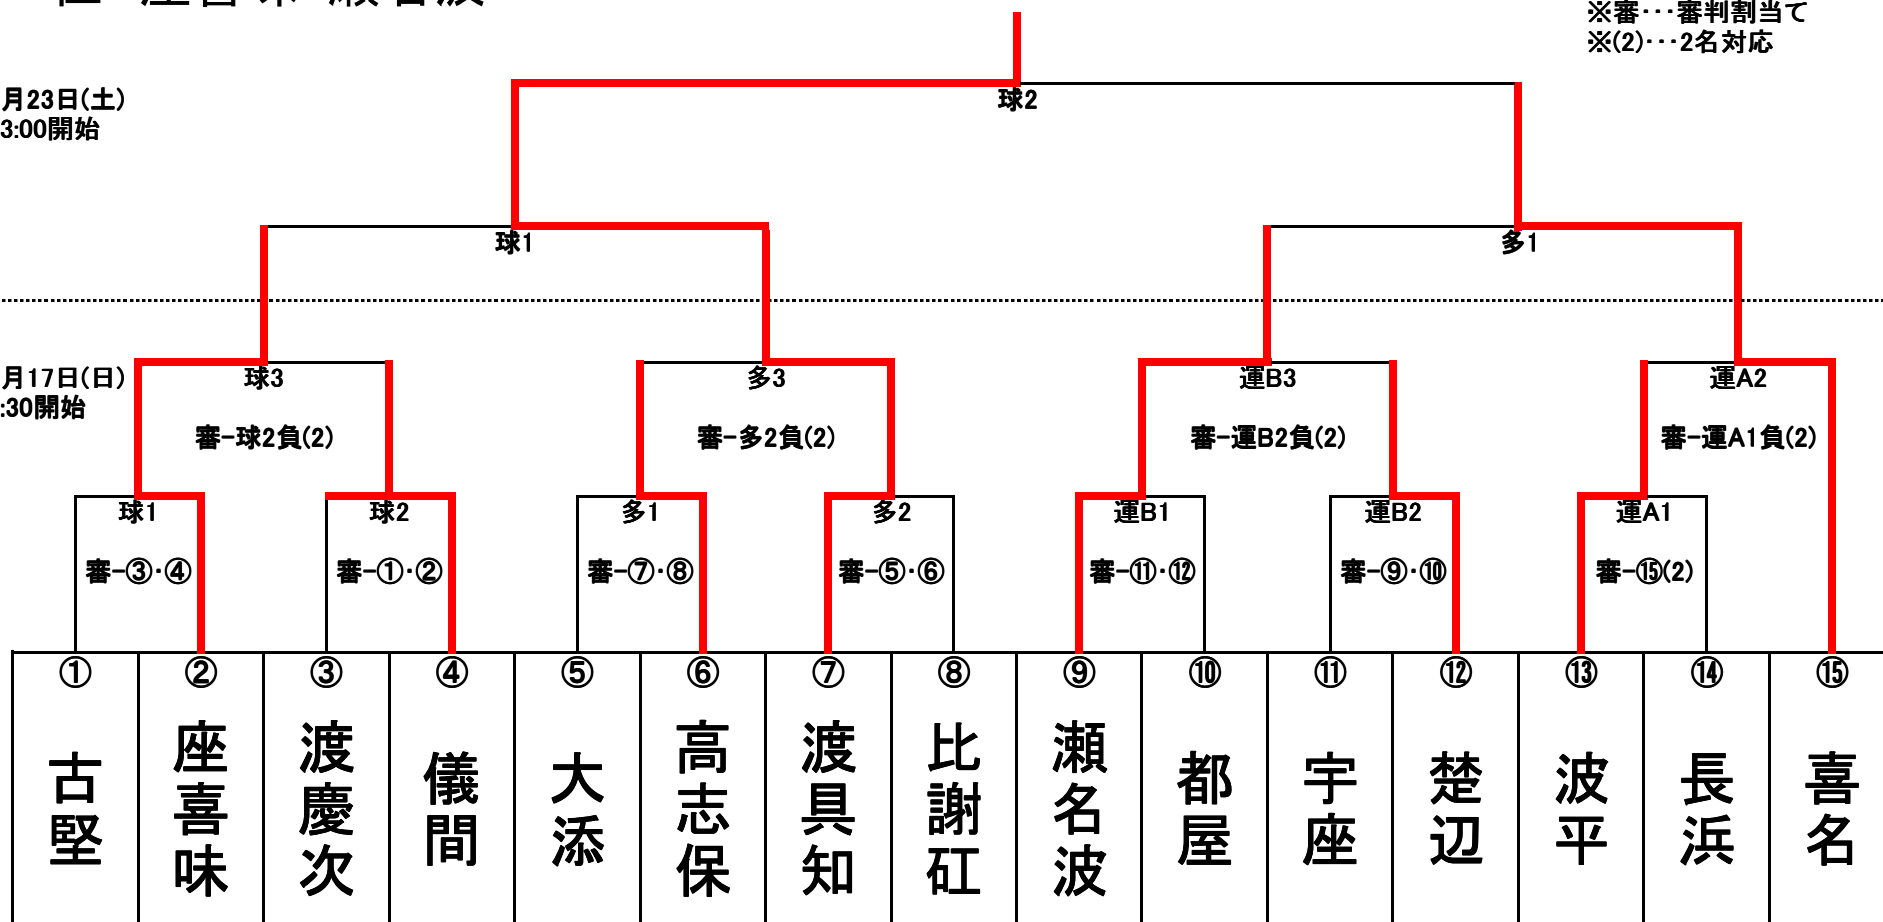 ※審･･･審判割当て
※(2)･･･2名対応
球2
月23日(土)
3:00開始
球1
多1
月17日(日)
:30開始
球3
多3
運B3
運A2
審-球2負(2)
審-多2負(2)
審-運B2負(2)
審-運A1負(2)
球1
球2
多1
多2
運B1
運B2
運A1
審-③･④
審-①･②
審-⑦･⑧
審-⑤･⑥
審-⑪･⑫
審-⑨･⑩
審-⑮(2)
①
②
③
④
⑤
⑥
⑦
⑧
⑨
⑩
⑪
⑫
⑬
⑭
⑮
古堅
座喜味
渡慶次
儀間
大添
高志保
渡具知
比謝矼
瀬名波
都屋
宇座
楚辺
波平
長浜
喜名